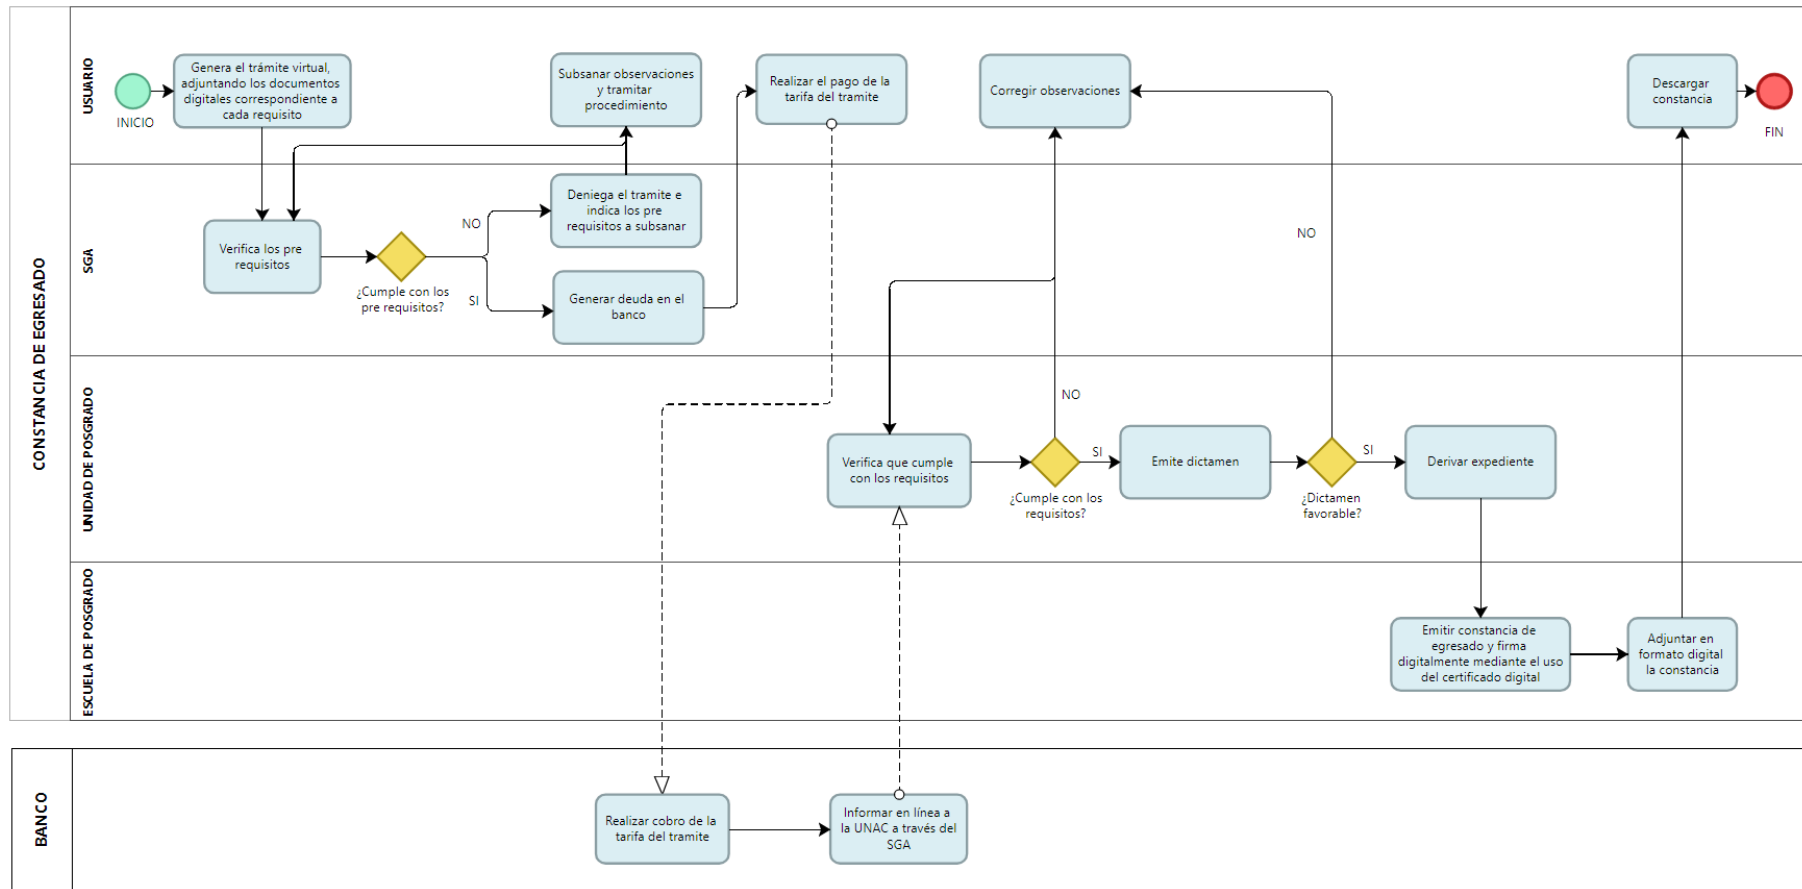 CONSTANCIA DE EGRESADO
USUARIO
INICIO
Genera el trámite virtual,
adjuntando los documentos
digitales correspondiente a
cada requisito
Subsanar observaciones
y tramitar
procedimiento
Realizar el pago de la
tarifa del tramite
Corregir observaciones
Descargar
constancia
FIN
SGA
Verifica los pre
requisitos
¿Cumple con los
pre requisitos?
NO
SI
Deniega el tramite e
indica los pre
requisitos a subsanar
Generar deuda en el
banco
NO
UNIDAD DE POSGRADO
Verifica que cumple
con los requisitos
NO
¿Cumple con los
requisitos?
SI
Emite dictamen
¿Dictamen
favorable?
SI
Derivar expediente
ESCUELA DE POSGRADO
Emitir constancia de
egresado y firma
digitalmente mediante el uso
del certificado digital
Adjuntar en
formato digital
la constancia
BANCO
Realizar cobro de la
tarifa del tramite
Informar en línea a
la UNAC a través del
SGA